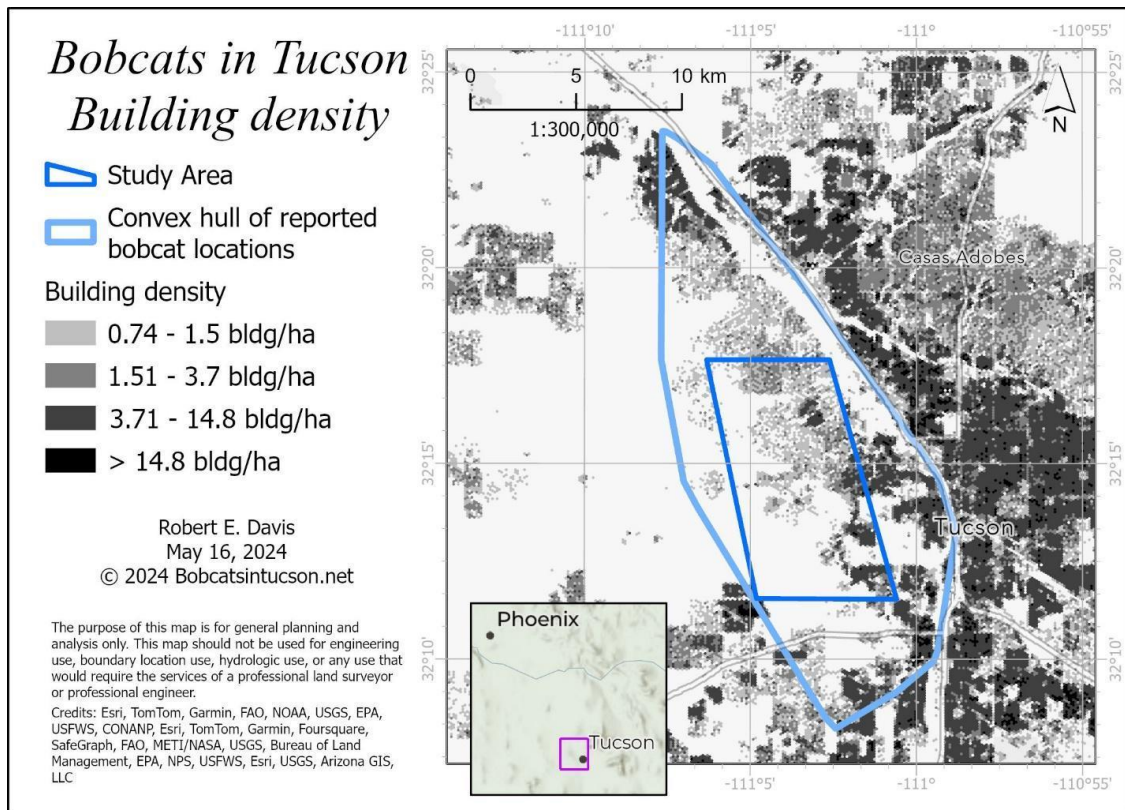 Bobcats in Tucson
Building density
Study Area
Convex hull of reported
bobcat locations
Building density
0.74 - 1.5 bldg/ha
1.51 - 3.7 bldg/ha
3.71 - 14.8 bldg/ha
> 14.8 bldg/ha
Robert E. Davis
May 16, 2024
© 2024 Bobcatsintucson.net
The purpose of this map is for general planning and
analysis only. This map should not be used for engineering
use, boundary location use, hydrologic use, or any use that
would require the services of a professional land surveyor
or professional engineer.
Credits: Esri, TomTom, Garmin, FAO, NOAA, USGS, EPA,
USFWS, CONANP, Esri, TomTom, Garmin, Foursquare,
SafeGraph, FAO, METI/NASA, USGS, Bureau of Land
Management, EPA, NPS, USFWS, Esri, USGS, Arizona GIS,
LLC
-111°10' -111°5' -111° -110°55'
32°25' 32°25'
0 5 10 km
1:300,000
N
32°20' Casas Adobes 32°20'
32°15' 32°15'
Tucson
32°10' 32°10'
Phoenix
Tucson
-111°5' -111° -110°55'